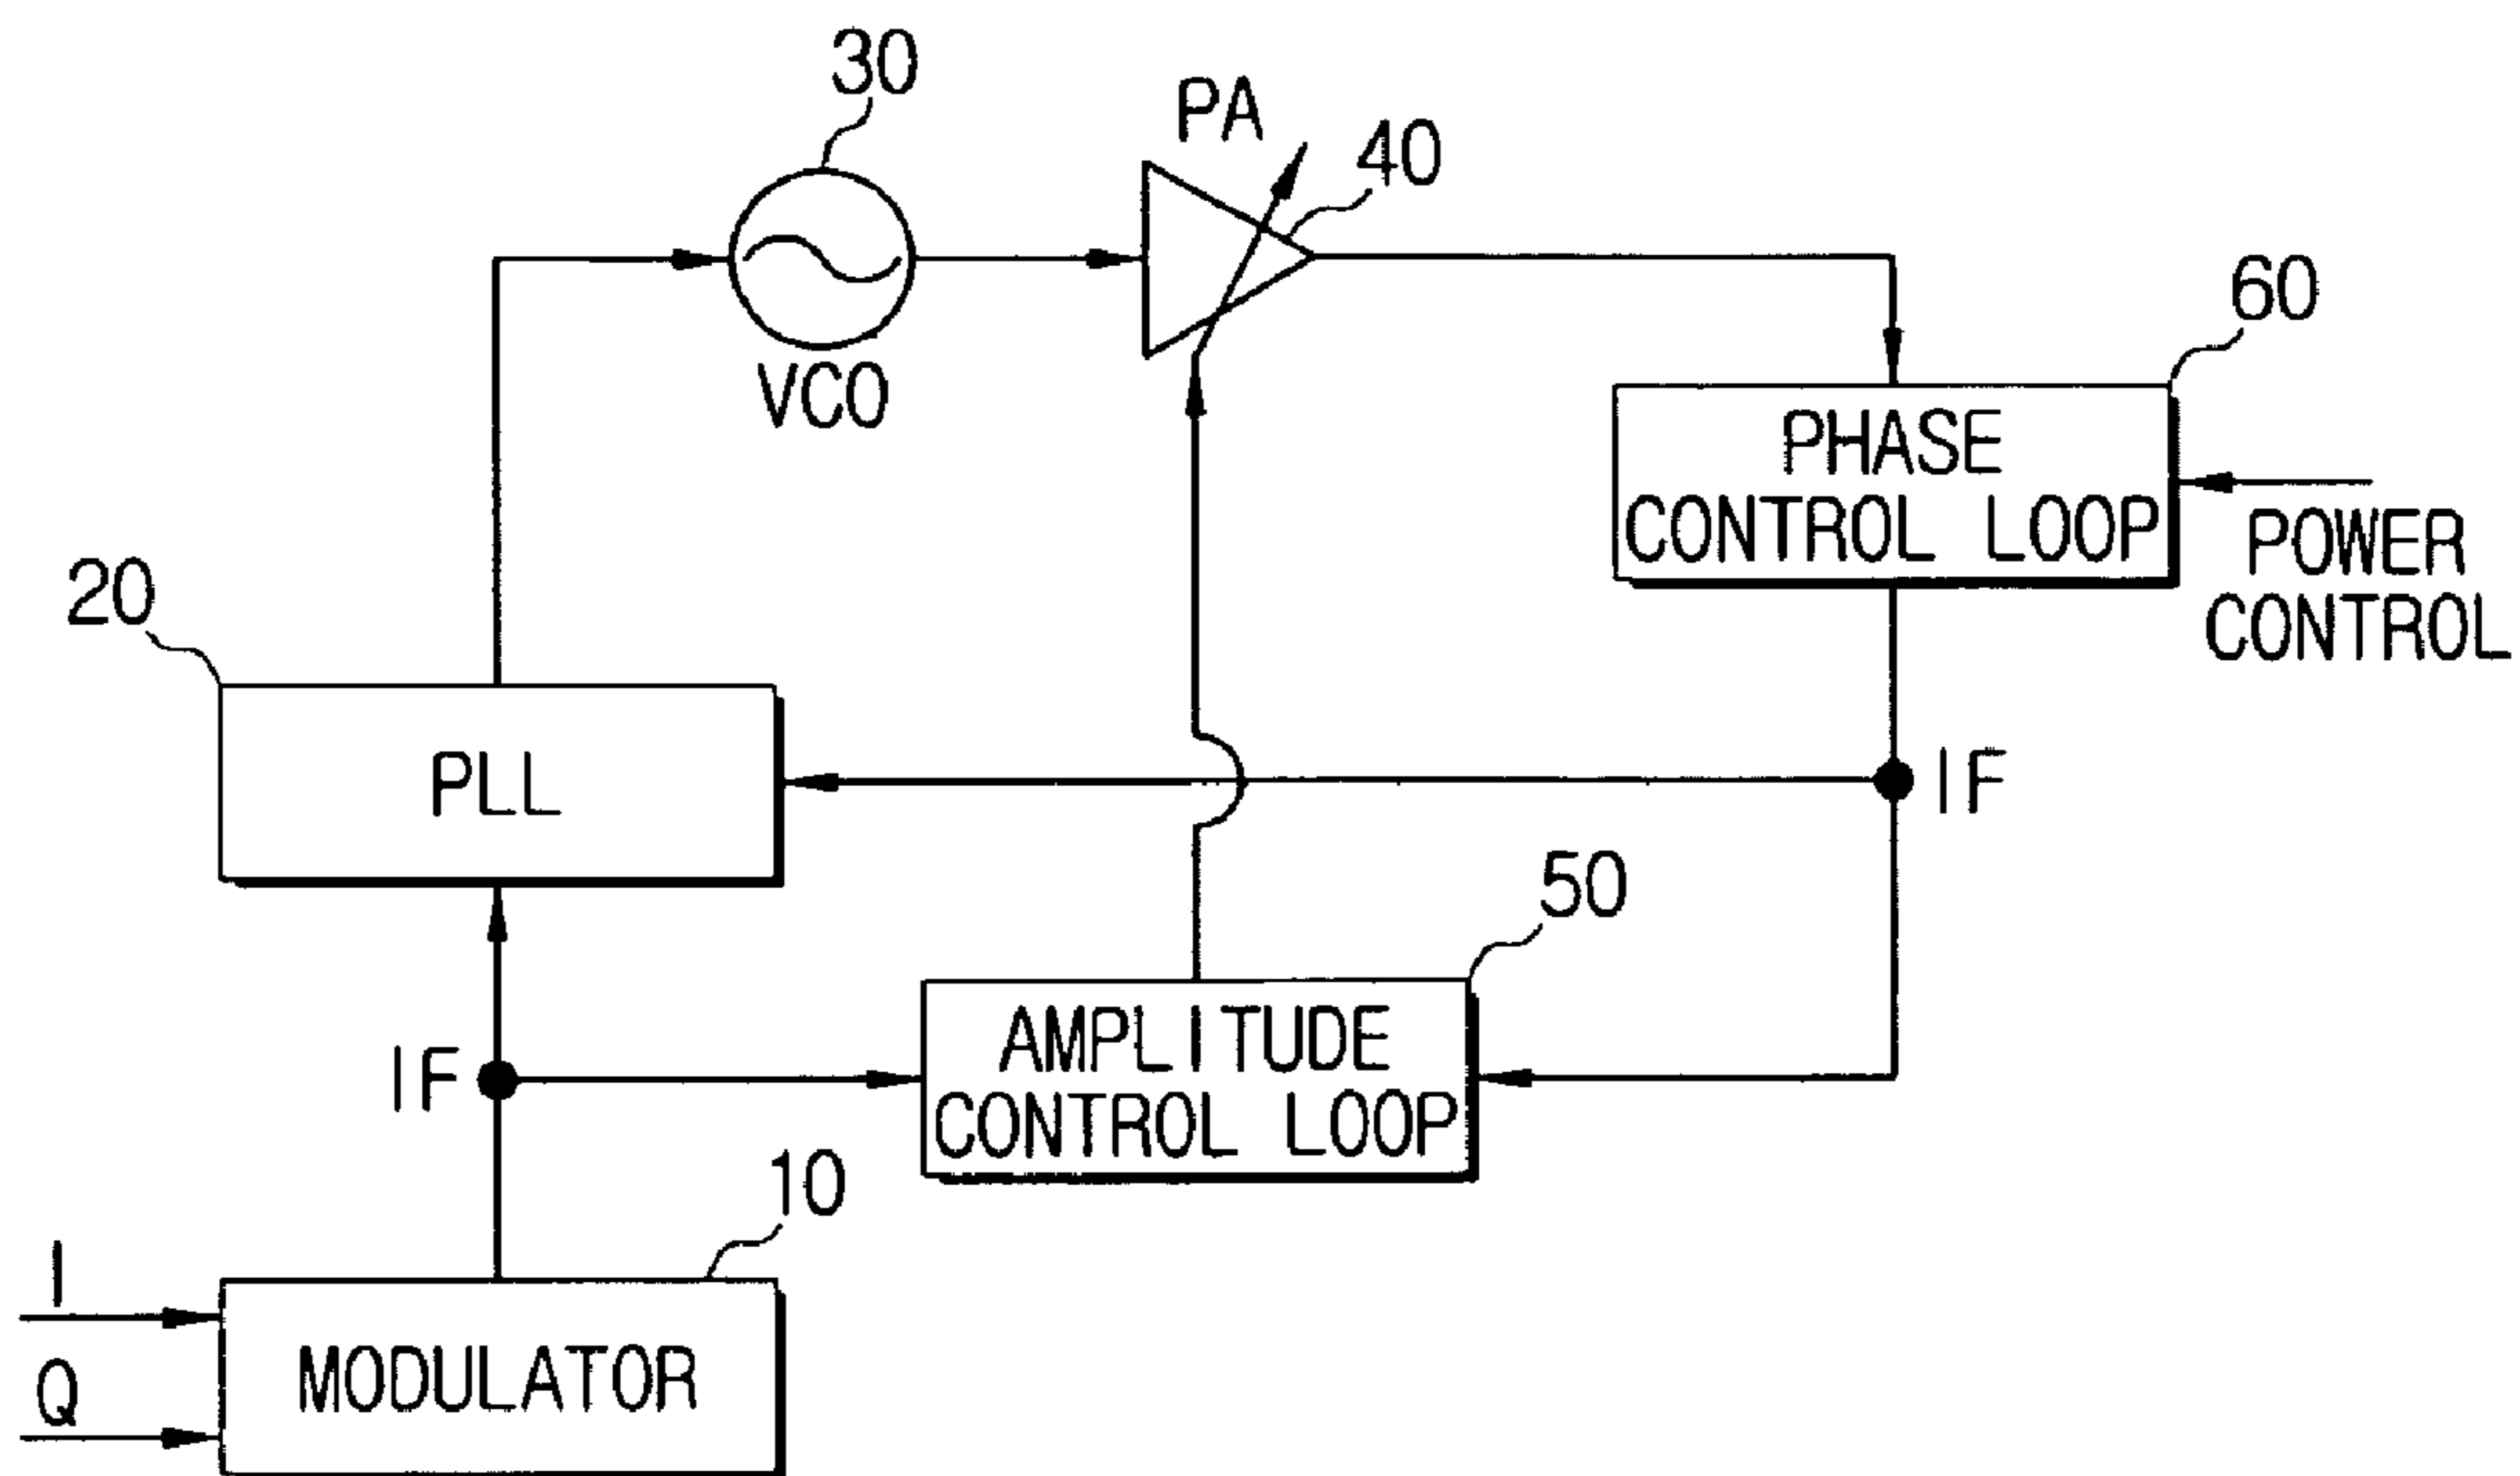 30
PA
40
VCO
60
PHASE
CONTROL LOOP
POWER
CONTROL
20
PLL
IF
50
AMPLITUDE
CONTROL LOOP
IF
10
I
Q
MODULATOR